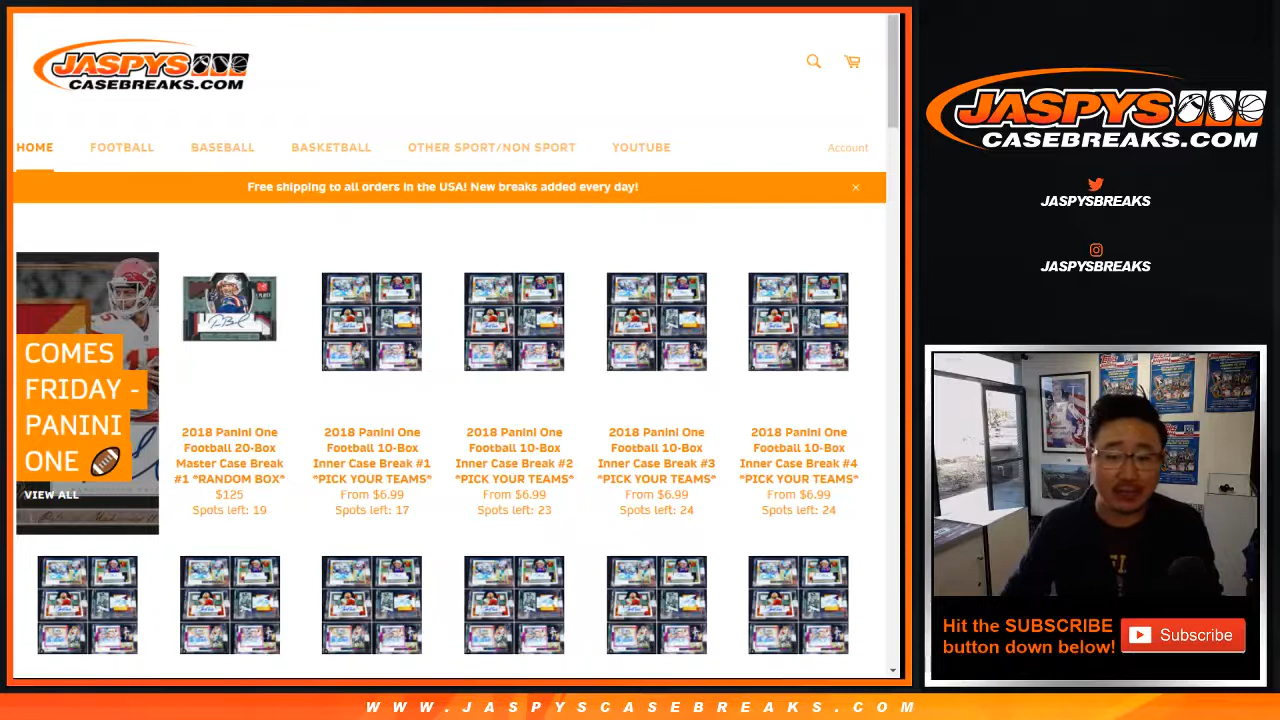 JASPYS
CASEBREAKS.COM
HOME
FOOTBALL
BASEBALL
BASKETBALL
OTHER SPORT/NON SPORT
YOUTUBE
Account
Free shipping to all orders in the USA! New breaks added every day!
COMES
FRIDAY -
PANINI
ONE
VIEW ALL
2018 Panini One
Football 20-Box
Master Case Break
#1 *RANDOM BOX*
$125
Spots left: 19
2018 Panini One
Football 10-Box
Inner Case Break #1
*PICK YOUR TEAMS*
From $6.99
Spots left: 17
2018 Panini One
Football 10-Box
Inner Case Break #2
*PICK YOUR TEAMS*
From $6.99
Spots left: 23
2018 Panini One
Football 10-Box
Inner Case Break #3
*PICK YOUR TEAMS*
From $6.99
Spots left: 24
2018 Panini One
Football 10-Box
Inner Case Break #4
*PICK YOUR TEAMS*
From $6.99
Spots left: 24
JASPYS
CASEBREAKS.COM
JASPYSBREAKS
JASPYSBREAKS
Hit the SUBSCRIBE
button down below!
Subscribe
WWW.JASPYSCASEBREAKS.COM